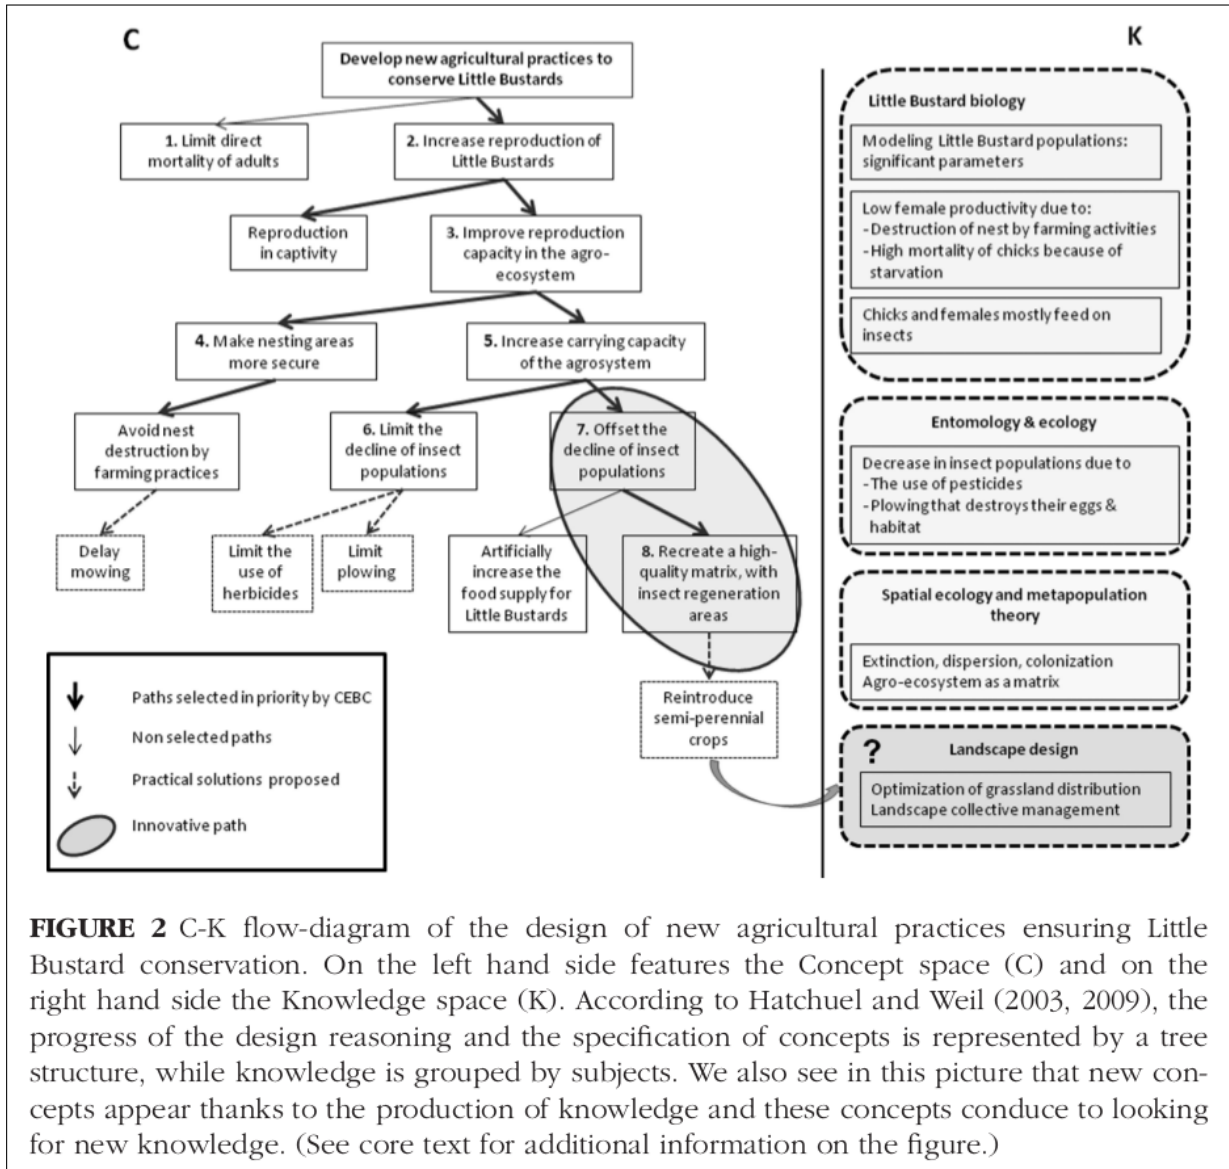 C
K
Develop new agricultural practices to
conserve Little Bustards
1. Limit direct
mortality of adults
2. Increase reproduction of
Little Bustards
Reproduction
in captivity
3. Improve reproduction
capacity in the agro-
ecosystem
4. Make nesting areas
more secure
5. Increase carrying capacity
of the agrosystem
Avoid nest
destruction by
farming practices
6. Limit the
decline of insect
populations
7. Offset the
decline of insect
populations
Delay
mowing
Limit the
use of
herbicides
Limit
plowing
Artificially
increase the
food supply for
Little Bustards
8. Recreate a high-
quality matrix, with
insect regeneration
areas
Reintroduce
semi-perennial
crops
Paths selected in priority by CEBC
Non selected paths
Practical solutions proposed
Innovative path
Little Bustard biology
Modeling Little Bustard populations:
significant parameters
Low female productivity due to:
-Destruction of nest by farming activities
-High mortality of chicks because of
starvation
Chicks and females mostly feed on
insects
Entomology & ecology
Decrease in insect populations due to
-The use of pesticides
-Plowing that destroys their eggs &
habitat
Spatial ecology and metapopulation
theory
Extinction, dispersion, colonization
Agro-ecosystem as a matrix
? Landscape design
Optimization of grassland distribution
Landscape collective management
FIGURE 2 C-K flow-diagram of the design of new agricultural practices ensuring Little
Bustard conservation. On the left hand side features the Concept space (C) and on the
right hand side the Knowledge space (K). According to Hatchuel and Weil (2003, 2009), the
progress of the design reasoning and the specification of concepts is represented by a tree
structure, while knowledge is grouped by subjects. We also see in this picture that new con-
cepts appear thanks to the production of knowledge and these concepts conduce to looking
for new knowledge. (See core text for additional information on the figure.)